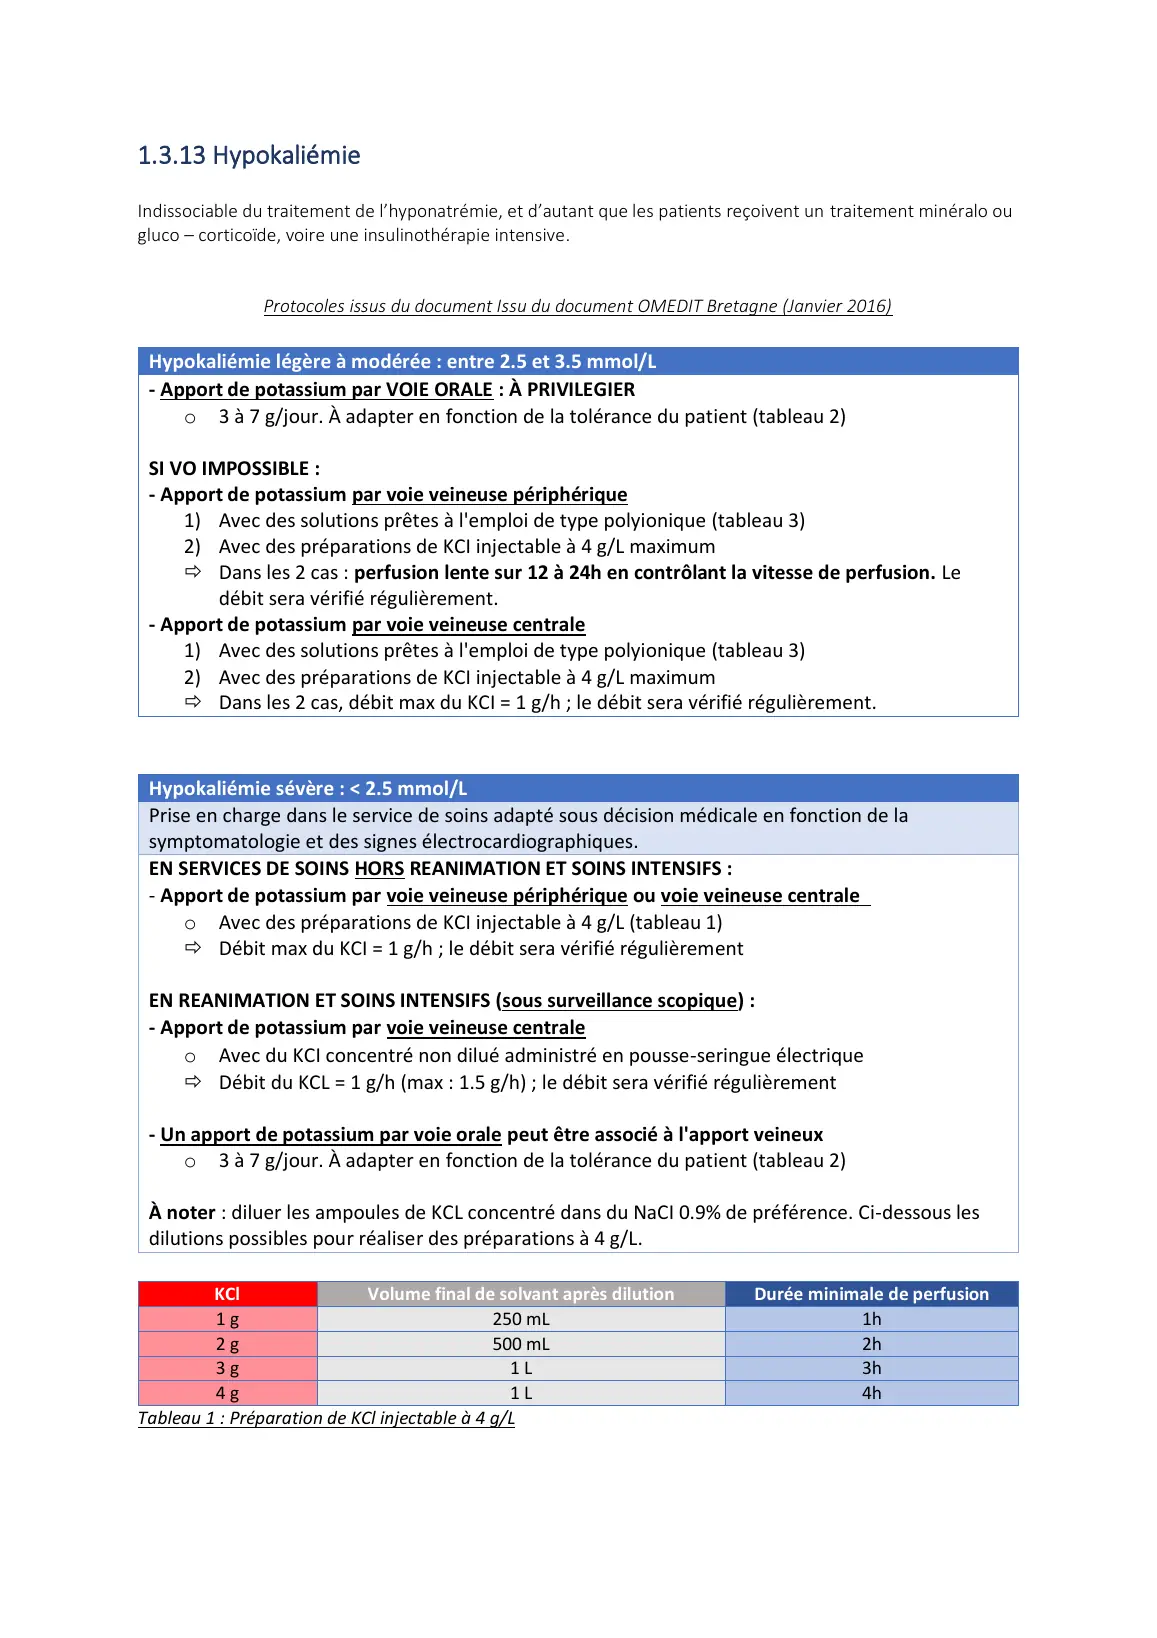 1.3.13 Hypokaliémie
Indissociable du traitement de l'hyponatrémie, et d'autant que les patients reçoivent un traitement minéralo ou
gluco – corticoïde, voire une insulinothérapie intensive.
Protocoles issus du document Issu du document OMEDIT Bretagne (Janvier 2016)
Hypokaliémie légère à modérée : entre 2.5 et 3.5 mmol/L
- Apport de potassium par VOIE ORALE : À PRIVILEGIER
o 3 à 7 g/jour. À adapter en fonction de la tolérance du patient (tableau 2)
SI VO IMPOSSIBLE :
- Apport de potassium par voie veineuse périphérique
1) Avec des solutions prêtes à l'emploi de type polyionique (tableau 3)
2) Avec des préparations de KCI injectable à 4 g/L maximum
⇨ Dans les 2 cas : perfusion lente sur 12 à 24h en contrôlant la vitesse de perfusion. Le
débit sera vérifié régulièrement.
- Apport de potassium par voie veineuse centrale
1) Avec des solutions prêtes à l'emploi de type polyionique (tableau 3)
2) Avec des préparations de KCI injectable à 4 g/L maximum
⇨ Dans les 2 cas, débit max du KCI = 1 g/h ; le débit sera vérifié régulièrement.
Hypokaliémie sévère : < 2.5 mmol/L
Prise en charge dans le service de soins adapté sous décision médicale en fonction de la
symptomatologie et des signes électrocardiographiques.
EN SERVICES DE SOINS HORS REANIMATION ET SOINS INTENSIFS :
- Apport de potassium par voie veineuse périphérique ou voie veineuse centrale
o Avec des préparations de KCI injectable à 4 g/L (tableau 1)
⇨ Débit max du KCI = 1 g/h ; le débit sera vérifié régulièrement
EN REANIMATION ET SOINS INTENSIFS (sous surveillance scopique) :
- Apport de potassium par voie veineuse centrale
o Avec du KCI concentré non dilué administré en pousse-seringue électrique
⇨ Débit du KCL = 1 g/h (max : 1.5 g/h) ; le débit sera vérifié régulièrement
- Un apport de potassium par voie orale peut être associé à l'apport veineux
o 3 à 7 g/jour. À adapter en fonction de la tolérance du patient (tableau 2)
À noter : diluer les ampoules de KCL concentré dans du NaCI 0.9% de préférence. Ci-dessous les
dilutions possibles pour réaliser des préparations à 4 g/L.
KCl Volume final de solvant après dilution Durée minimale de perfusion
1 g 250 mL 1h
2 g 500 mL 2h
3 g 1 L 3h
4 g 1 L 4h
Tableau 1 : Préparation de KCl injectable à 4 g/L